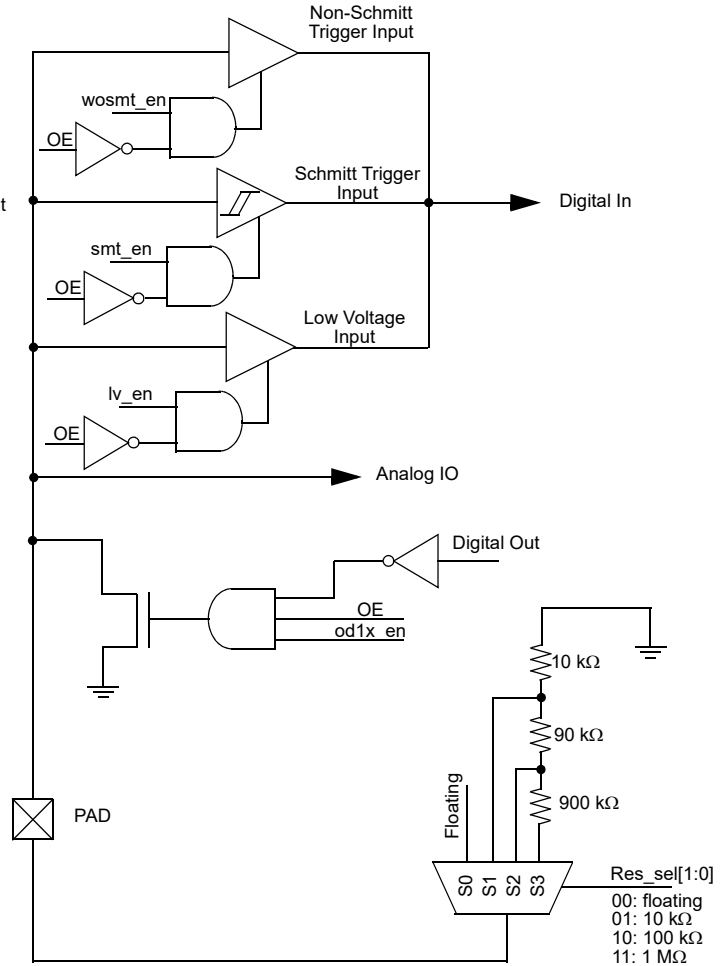 Non-Schmitt
Trigger Input
wosmt_en
OE
t
Schmitt Trigger
Input
Digital In
smt_en
OE
Low Voltage
Input
lv_en
OE
Analog IO
Digital Out
OE
od1x_en
10 kΩ
90 kΩ
900 kΩ
Floating
PAD
S0
S1
S2
S3
Res_sel[1:0]
00: floating
01: 10 kΩ
10: 100 kΩ
11: 1 MΩ